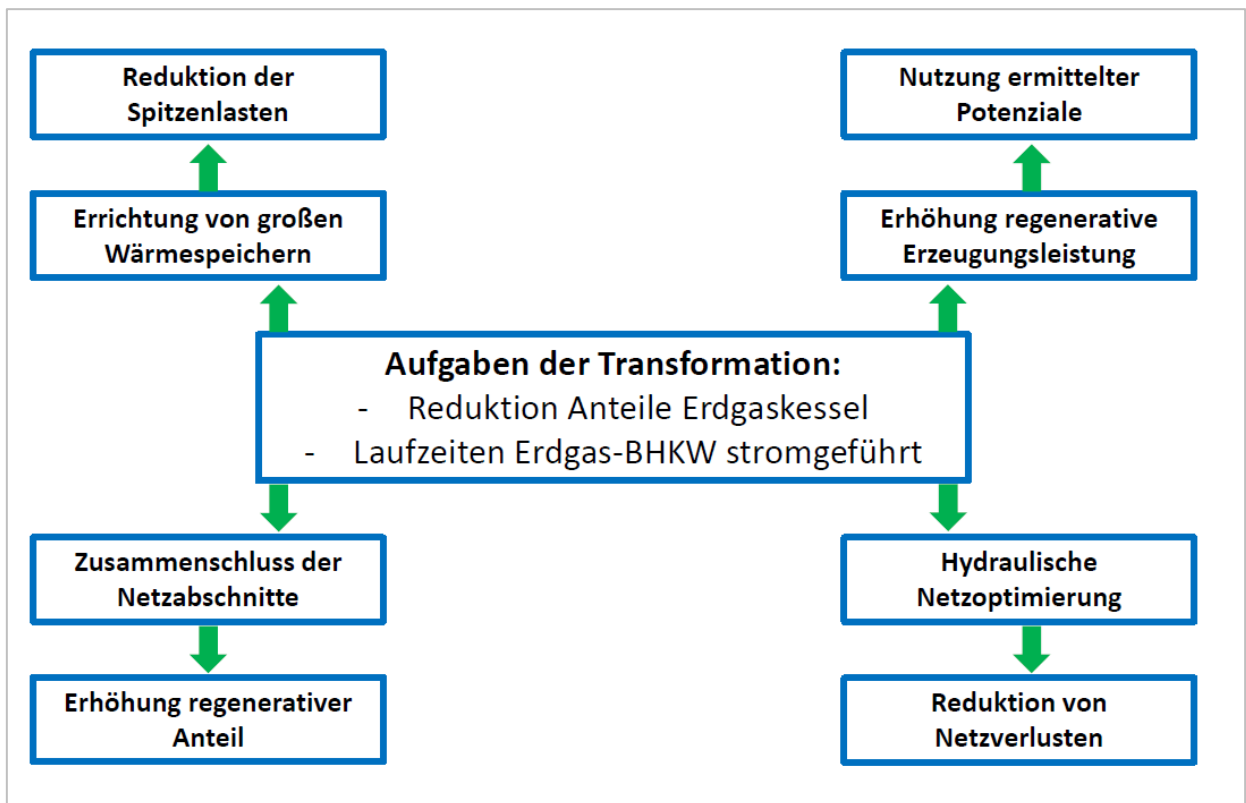 Reduktion der
Spitzenlasten
Nutzung ermittelter
Potenziale
Errichtung von großen
Wärmespeichern
Erhöhung regenerative
Erzeugungsleistung
Aufgaben der Transformation:
- Reduktion Anteile Erdgaskessel
- Laufzeiten Erdgas-BHKW stromgeführt
Zusammenschluss der
Netzabschnitte
Hydraulische
Netzoptimierung
Erhöhung regenerativer
Anteil
Reduktion von
Netzverlusten